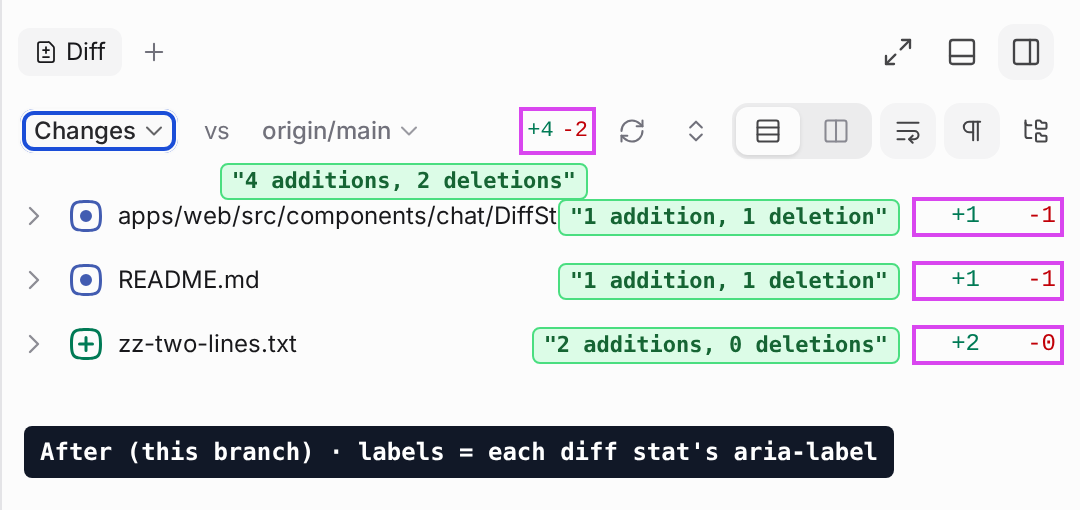 Diff
Changes vs origin/main +4 -2
"4 additions, 2 deletions"
apps/web/src/components/chat/DiffSt "1 addition, 1 deletion" +1 -1
README.md "1 addition, 1 deletion" +1 -1
zz-two-lines.txt "2 additions, 0 deletions" +2 -0
After (this branch) · labels = each diff stat's aria-label